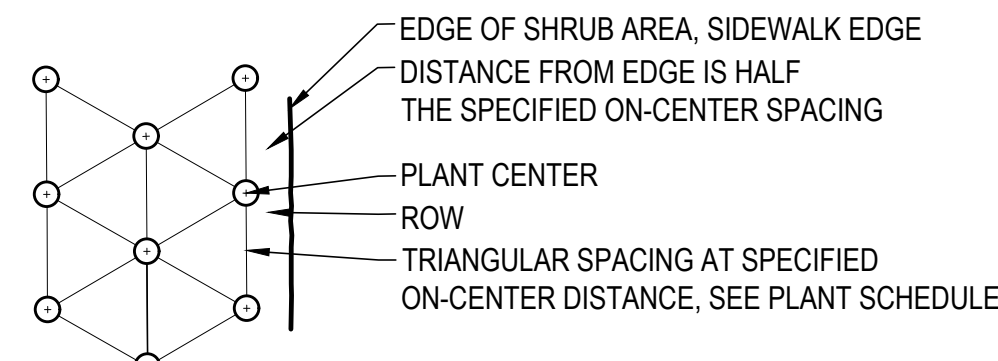 EDGE OF SHRUB AREA, SIDEWALK EDGE
DISTANCE FROM EDGE IS HALF
THE SPECIFIED ON-CENTER SPACING
PLANT CENTER
ROW
TRIANGULAR SPACING AT SPECIFIED
ON-CENTER DISTANCE, SEE PLANT SCHEDULE